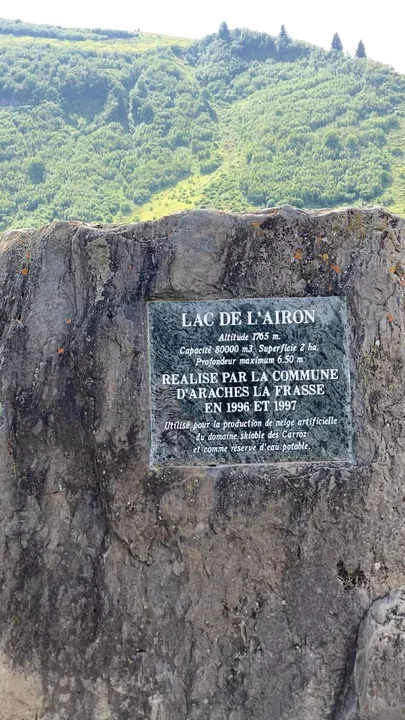 LAC DE L'AIRON
Altitude 1765 m.
Capacité 80000 m3 Superficie 2 ha.
Profondeur maximum 6.50 m
REALISE PAR LA COMMUNE
D'ARACHES LA FRASSE
EN 1996 ET 1997
Utilisé pour la production de neige artificielle
du domaine skiable des Carroz
et comme réserve d'eau potable.